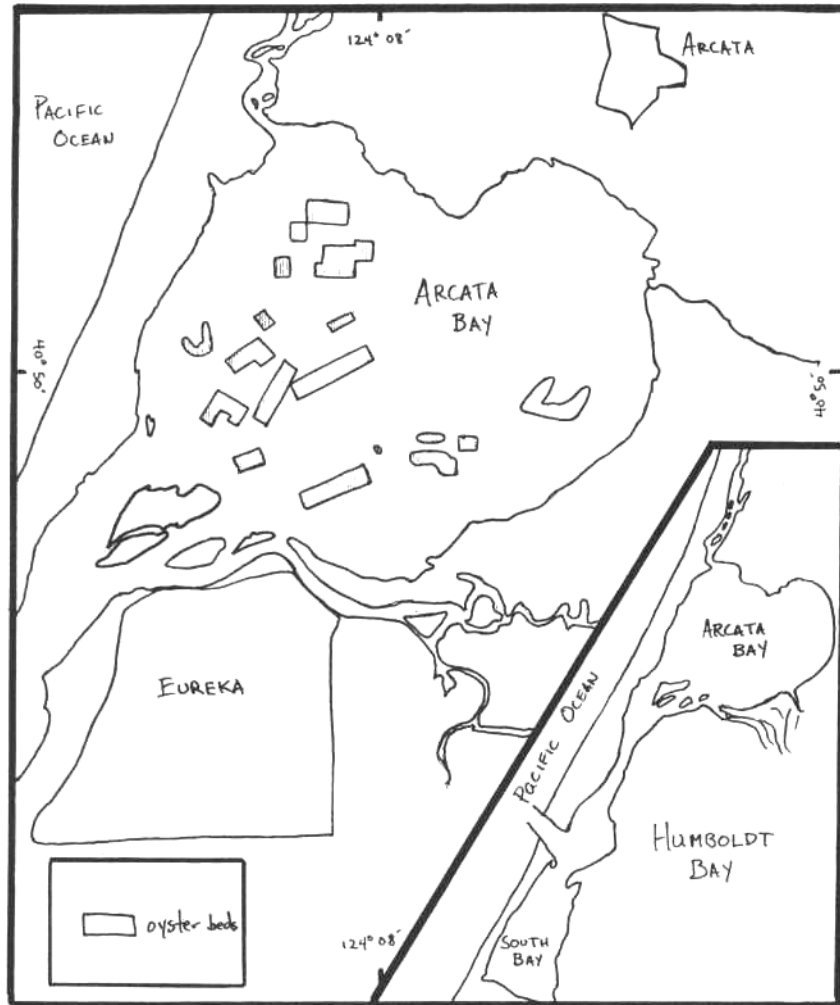 124° 08′
ARCATA
PACIFIC
OCEAN
ARCATA
BAY
40° 50′
40° 50′
EUREKA
ARCATA
BAY
PACIFIC OCEAN
HUMBOLDT
BAY
oyster beds
124° 08′
SOUTH
BAY